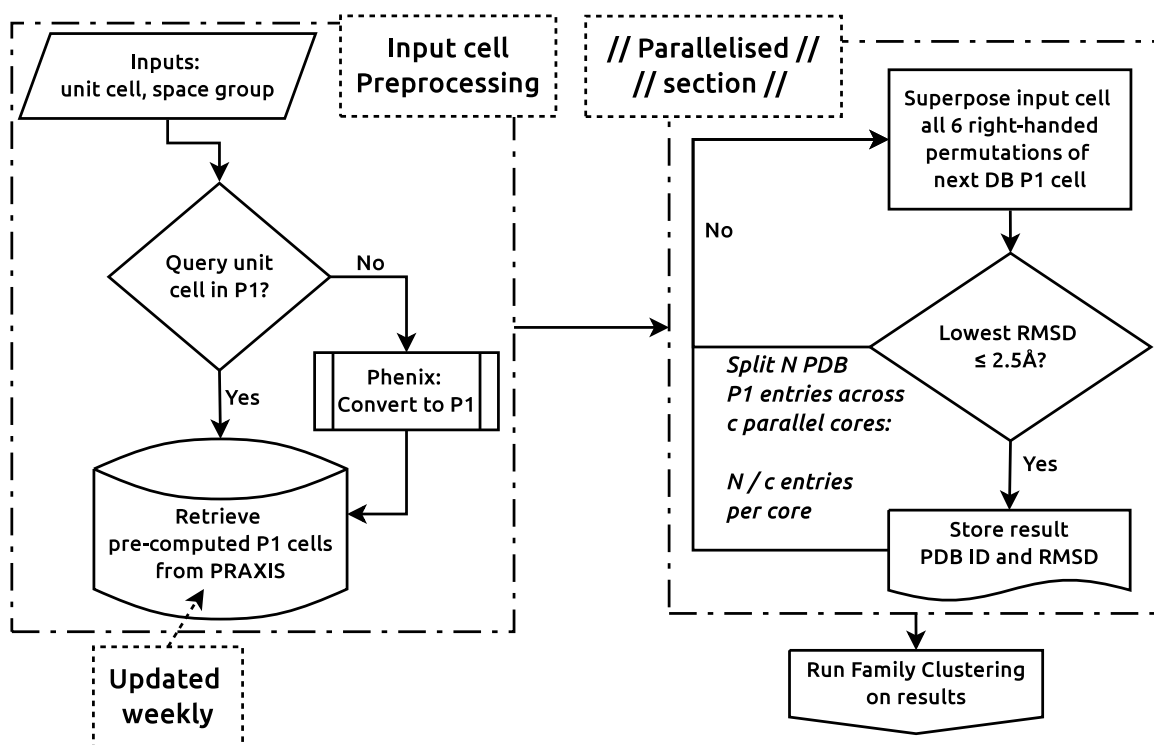 Inputs:
unit cell, space group
Input cell
Preprocessing
Query unit
cell in P1?
No
Yes
Phenix:
Convert to P1
Retrieve
pre-computed P1 cells
from PRAXIS
Updated
weekly
// Parallelised //
// section //
Superpose input cell
all 6 right-handed
permutations of
next DB P1 cell
No
Lowest RMSD
≤ 2.5Å?
Split N PDB
P1 entries across
c parallel cores:
N / c entries
per core
Yes
Store result
PDB ID and RMSD
Run Family Clustering
on results